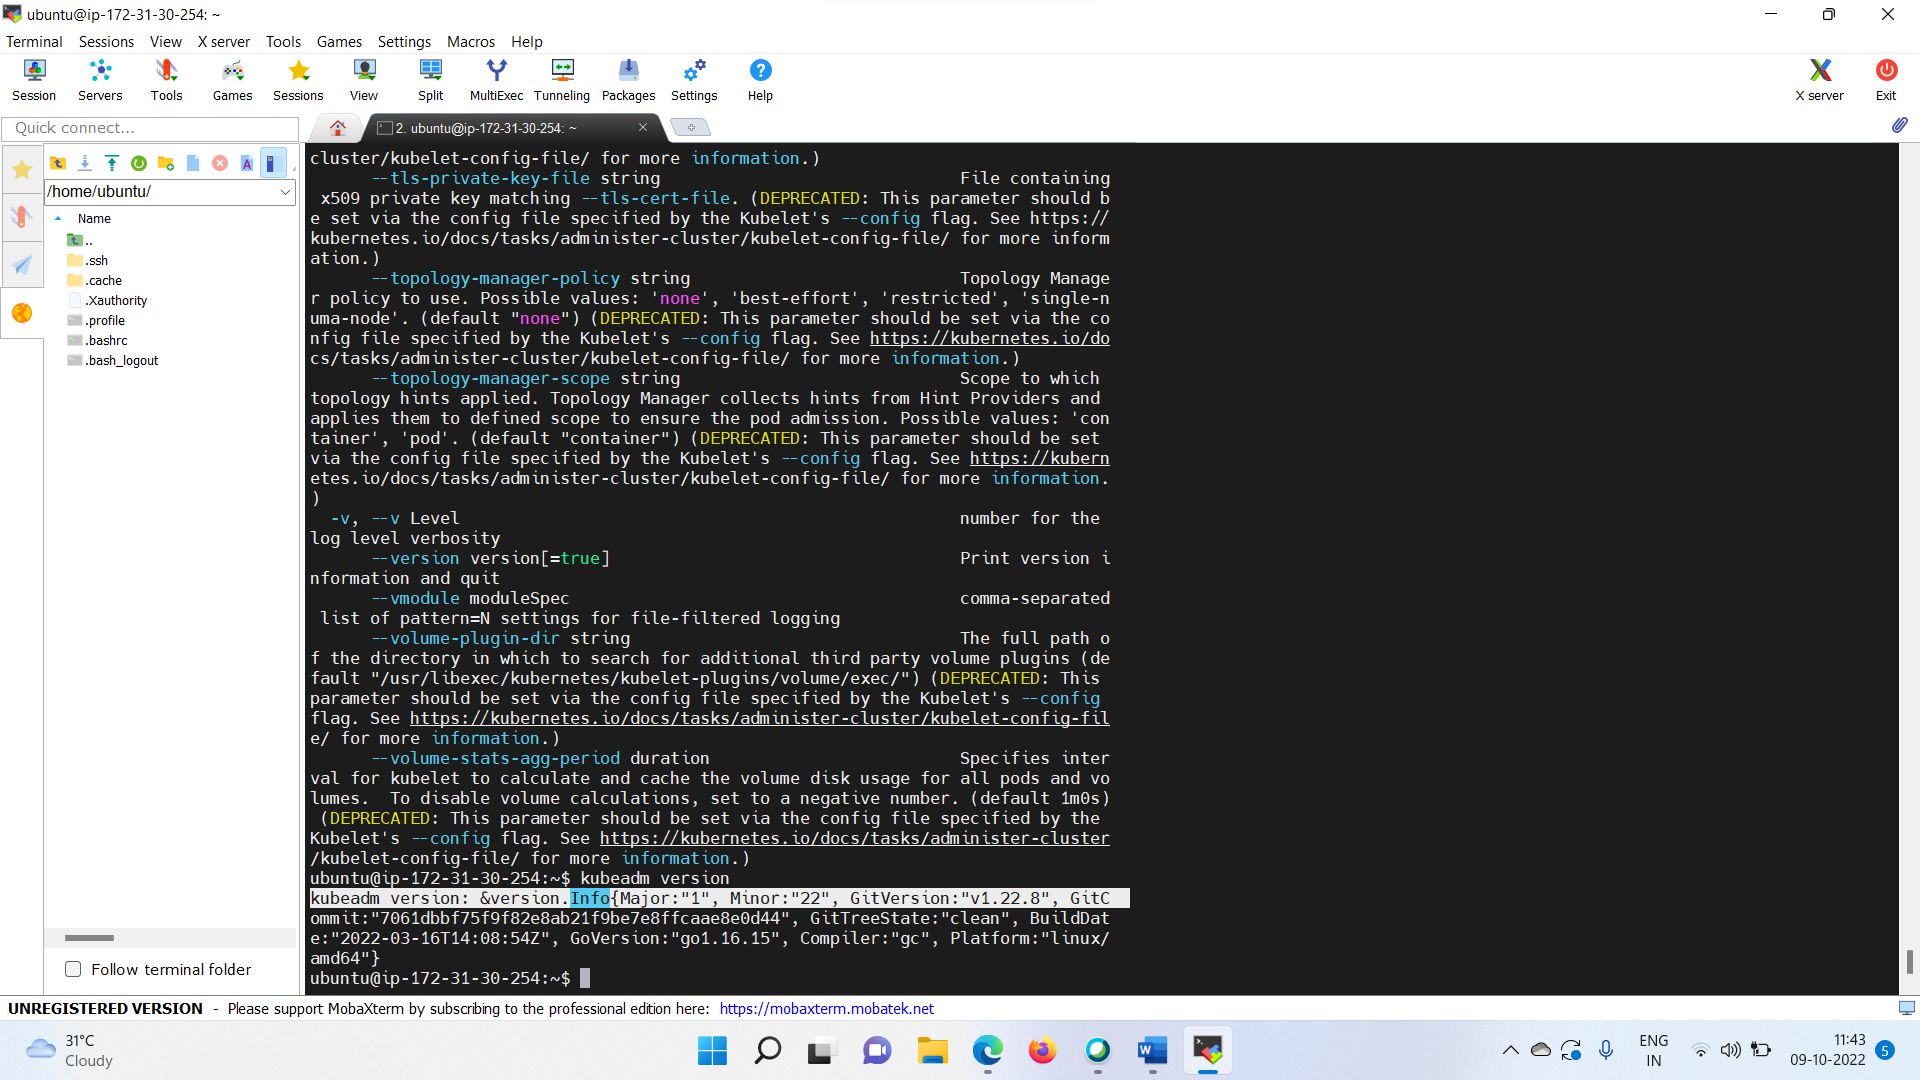 ubuntu@ip-172-31-30-254: ~
Terminal Sessions View X server Tools Games Settings Macros Help
Session Servers Tools Games Sessions View Split MultiExec Tunneling Packages Settings Help X server Exit
Quick connect...
2. ubuntu@ip-172-31-30-254: ~
/home/ubuntu/
Name
..
.ssh
.cache
.Xauthority
.profile
.bashrc
.bash_logout
Follow terminal folder
cluster/kubelet-config-file/ for more information.)
--tls-private-key-file string File containing
x509 private key matching --tls-cert-file. (DEPRECATED: This parameter should b
e set via the config file specified by the Kubelet's --config flag. See https://
kubernetes.io/docs/tasks/administer-cluster/kubelet-config-file/ for more inform
ation.)
--topology-manager-policy string Topology Manage
r policy to use. Possible values: 'none', 'best-effort', 'restricted', 'single-n
uma-node'. (default "none") (DEPRECATED: This parameter should be set via the co
nfig file specified by the Kubelet's --config flag. See https://kubernetes.io/do
cs/tasks/administer-cluster/kubelet-config-file/ for more information.)
--topology-manager-scope string Scope to which
topology hints applied. Topology Manager collects hints from Hint Providers and
applies them to defined scope to ensure the pod admission. Possible values: 'con
tainer', 'pod'. (default "container") (DEPRECATED: This parameter should be set
via the config file specified by the Kubelet's --config flag. See https://kubern
etes.io/docs/tasks/administer-cluster/kubelet-config-file/ for more information.
)
-v, --v Level number for the
log level verbosity
--version version[=true] Print version i
nformation and quit
--vmodule moduleSpec comma-separated
list of pattern=N settings for file-filtered logging
--volume-plugin-dir string The full path o
f the directory in which to search for additional third party volume plugins (de
fault "/usr/libexec/kubernetes/kubelet-plugins/volume/exec/") (DEPRECATED: This
parameter should be set via the config file specified by the Kubelet's --config
flag. See https://kubernetes.io/docs/tasks/administer-cluster/kubelet-config-fil
e/ for more information.)
--volume-stats-agg-period duration Specifies inter
val for kubelet to calculate and cache the volume disk usage for all pods and vo
lumes. To disable volume calculations, set to a negative number. (default 1m0s)
(DEPRECATED: This parameter should be set via the config file specified by the
Kubelet's --config flag. See https://kubernetes.io/docs/tasks/administer-cluster
/kubelet-config-file/ for more information.)
ubuntu@ip-172-31-30-254:~$ kubeadm version
kubeadm version: &version.Info{Major:"1", Minor:"22", GitVersion:"v1.22.8", GitC
ommit:"7061dbbf75f9f82e8ab21f9be7e8ffcaae8e0d44", GitTreeState:"clean", BuildDat
e:"2022-03-16T14:08:54Z", GoVersion:"go1.16.15", Compiler:"gc", Platform:"linux/
amd64"}
ubuntu@ip-172-31-30-254:~$
UNREGISTERED VERSION - Please support MobaXterm by subscribing to the professional edition here: https://mobaxterm.mobatek.net
31°C
Cloudy
ENG
IN
11:43
09-10-2022
5